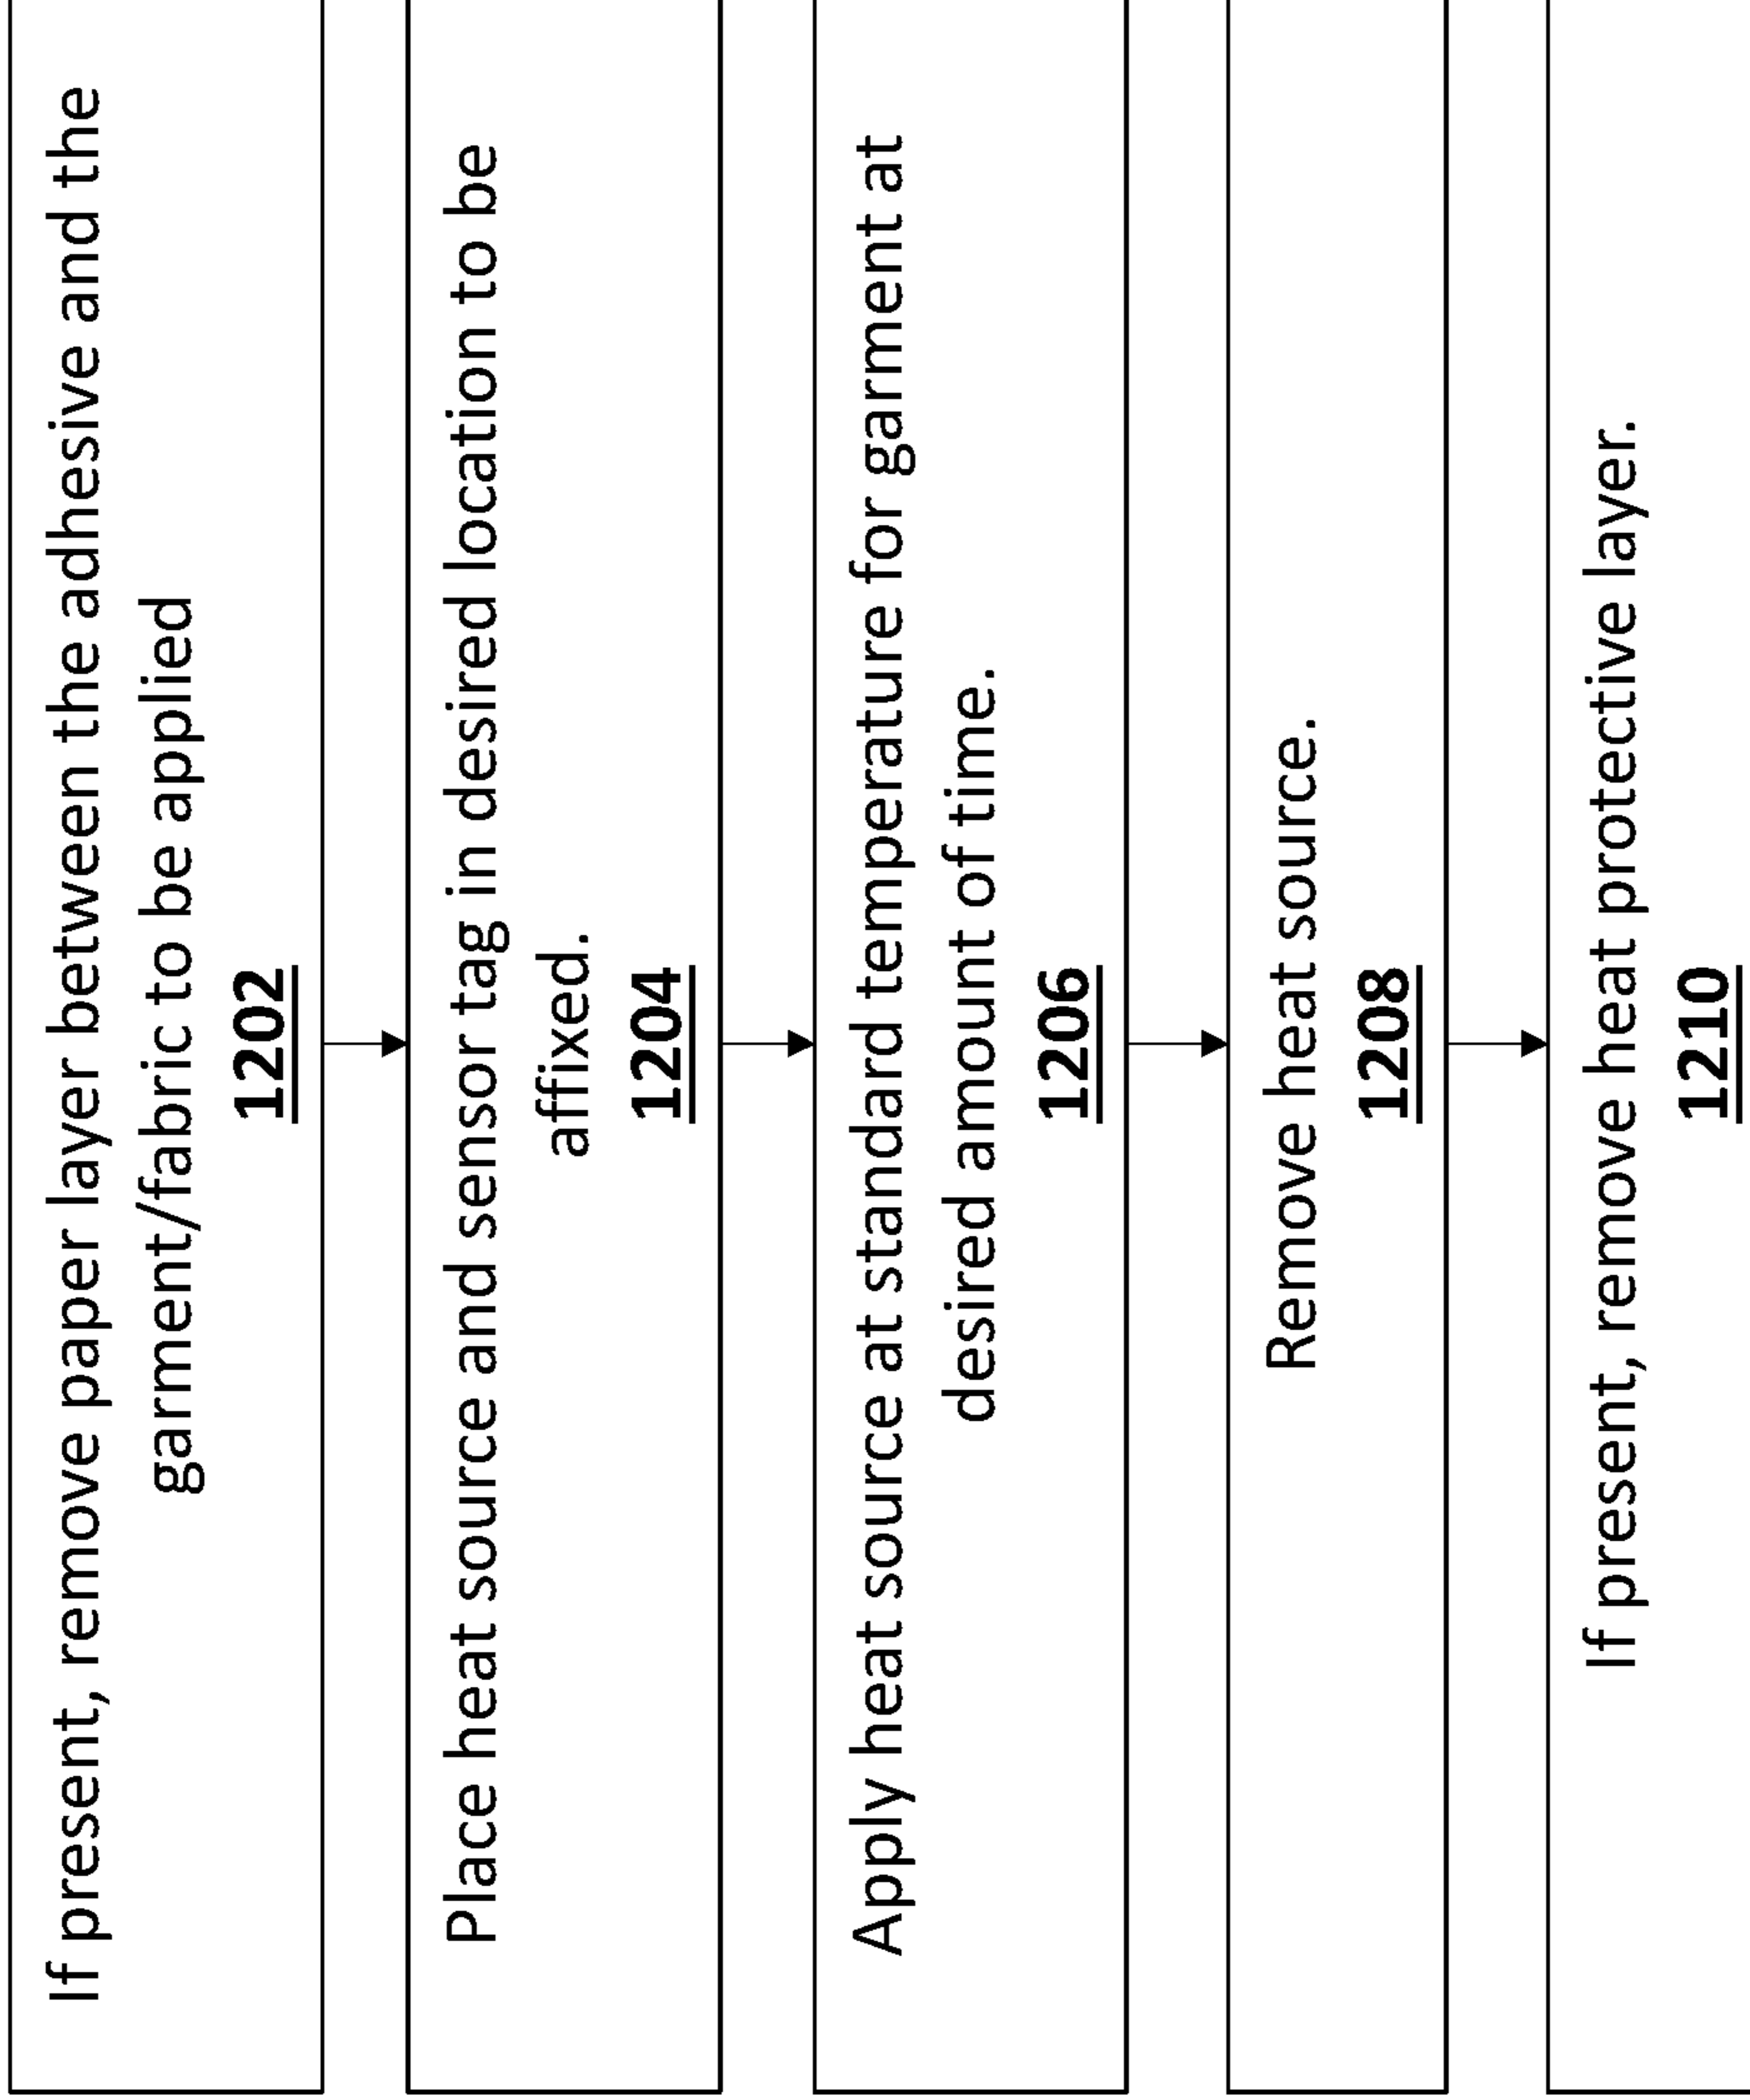 If present, remove paper layer between the adhesive and the
garment/fabric to be applied
1202
Place heat source and sensor tag in desired location to be
affixed.
1204
Apply heat source at standard temperature for garment at
desired amount of time.
1206
Remove heat source.
1208
If present, remove heat protective layer.
1210